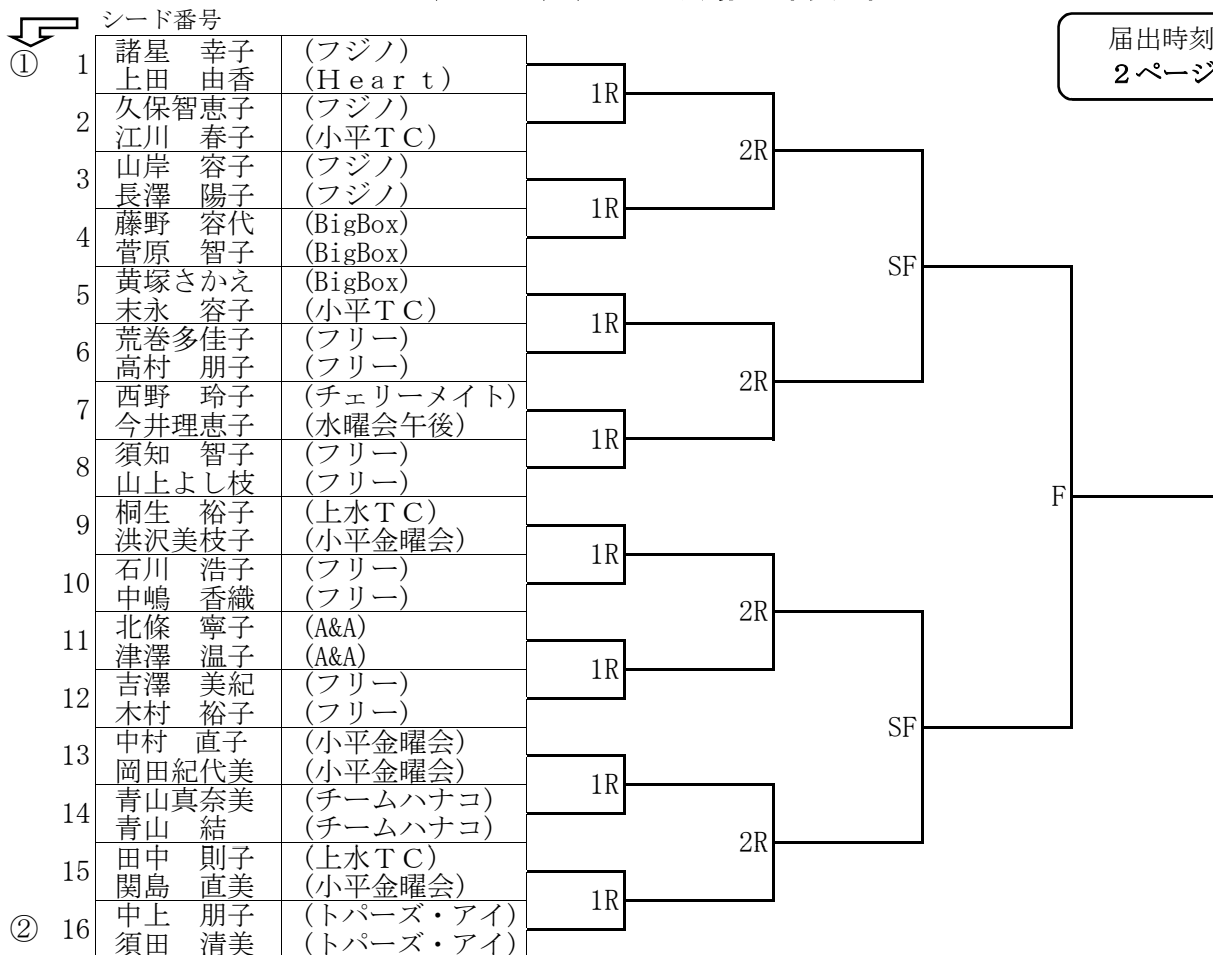 シード番号
届出時刻
２ページ
① 1 諸星 幸子 (フジノ)
上田 由香 (Ｈｅａｒｔ)
1R
2 久保智恵子 (フジノ)
江川 春子 (小平ＴＣ)
2R
3 山岸 容子 (フジノ)
長澤 陽子 (フジノ)
1R
4 藤野 容代 (BigBox)
菅原 智子 (BigBox)
SF
5 黄塚さかえ (BigBox)
末永 容子 (小平ＴＣ)
1R
6 荒巻多佳子 (フリー)
高村 朋子 (フリー)
2R
7 西野 玲子 (チェリーメイト)
今井理恵子 (水曜会午後)
1R
8 須知 智子 (フリー)
山上よし枝 (フリー)
F
9 桐生 裕子 (上水ＴＣ)
洪沢美枝子 (小平金曜会)
1R
10 石川 浩子 (フリー)
中嶋 香織 (フリー)
2R
11 北條 寧子 (A&A)
津澤 温子 (A&A)
1R
12 吉澤 美紀 (フリー)
木村 裕子 (フリー)
SF
13 中村 直子 (小平金曜会)
岡田紀代美 (小平金曜会)
1R
14 青山真奈美 (チームハナコ)
青山 結 (チームハナコ)
2R
15 田中 則子 (上水ＴＣ)
関島 直美 (小平金曜会)
1R
② 16 中上 朋子 (トパーズ・アイ)
須田 清美 (トパーズ・アイ)